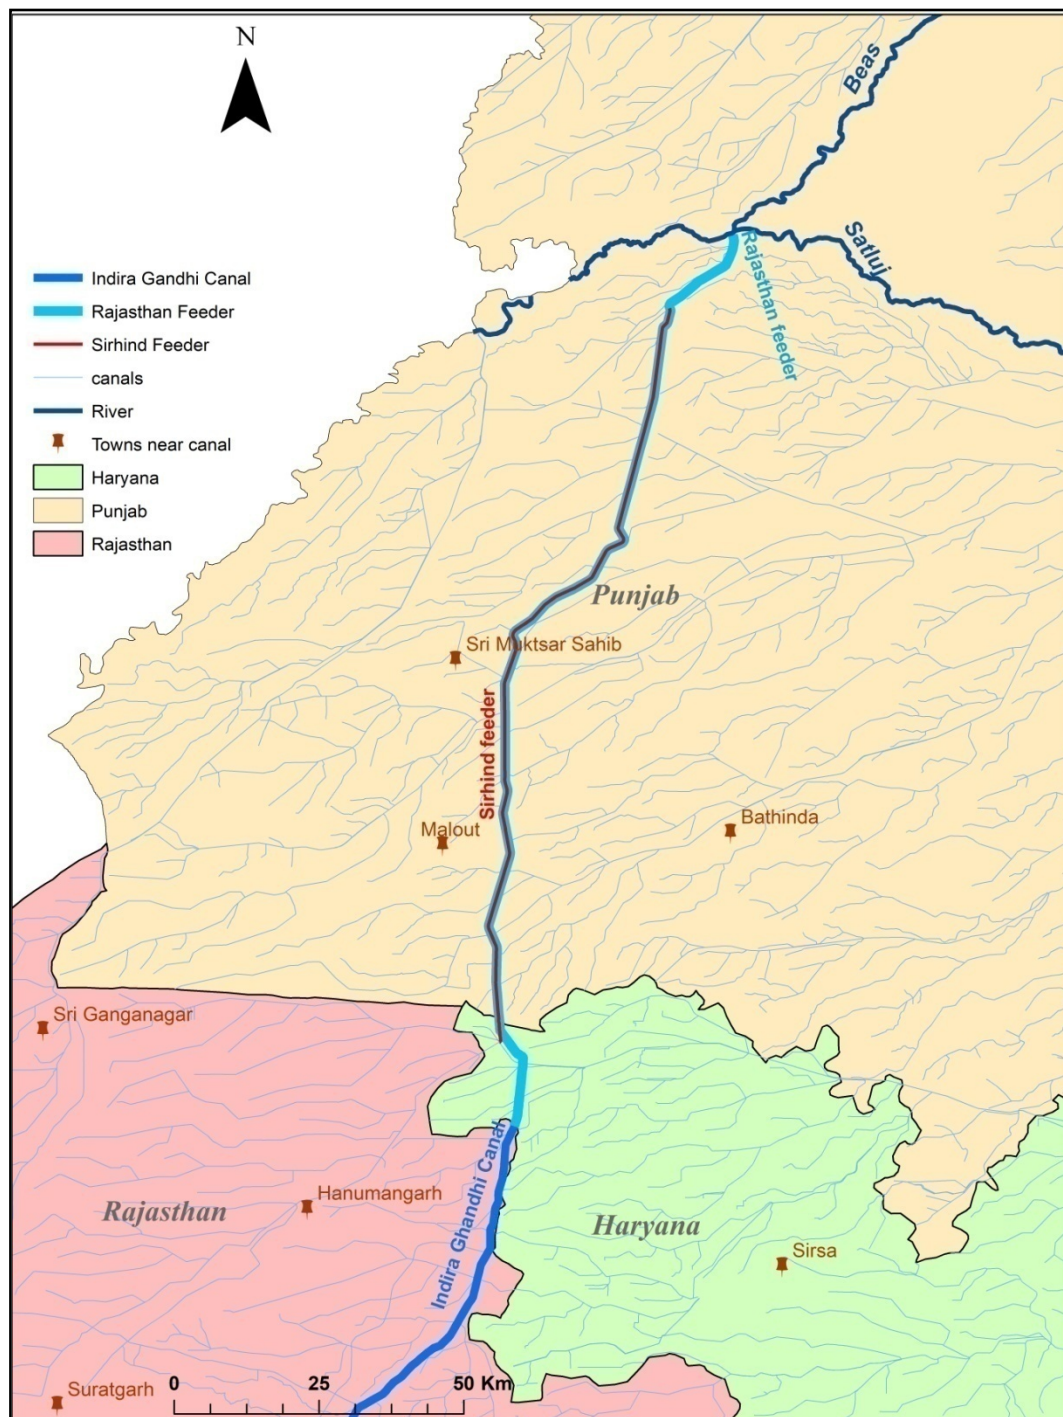 N
Beas
Satluj
Rajasthan feeder
Indira Gandhi Canal
Rajasthan Feeder
Sirhind Feeder
canals
River
Towns near canal
Haryana
Punjab
Rajasthan
Punjab
Sri Muktsar Sahib
Sirhind feeder
Malout
Bathinda
Sri Ganganagar
Indira Ghandhi Canal
Hanumangarh
Rajasthan
Haryana
Sirsa
Suratgarh
0 25 50 Km